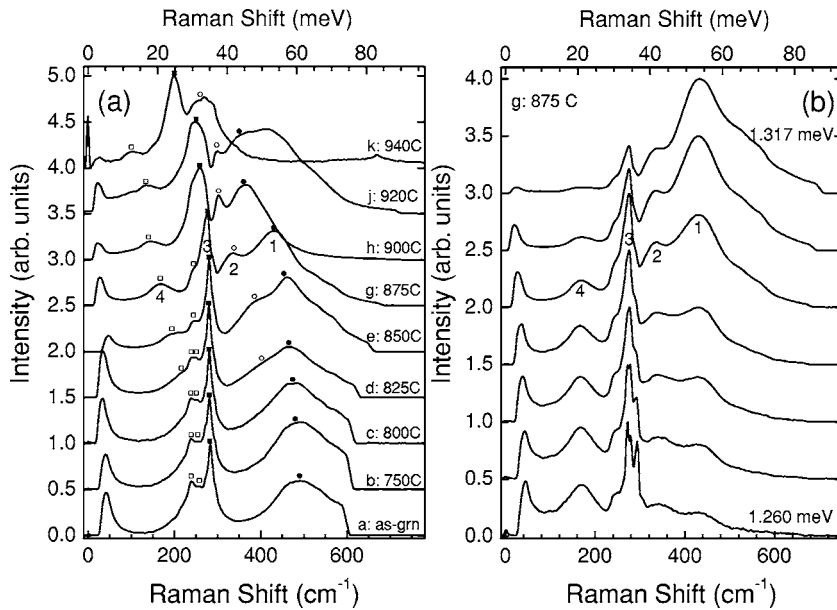 Raman Shift (meV)
0 20 40 60 80
Raman Shift (meV)
0 20 40 60 80
Intensity (arb. units)
5.0
4.5
4.0
3.5
3.0
2.5
2.0
1.5
1.0
0.5
0.0
(a)
k: 940C
j: 920C
h: 900C
g: 875C
e: 850C
d: 825C
c: 800C
b: 750C
a: as-grn
3
2
1
4
0 200 400 600
Raman Shift (cm⁻¹)
Intensity (arb. units)
4.0
3.5
3.0
2.5
2.0
1.5
1.0
0.5
0.0
g: 875 C
(b)
1.317 meV
3
2
1
4
1.260 meV
0 200 400 600
Raman Shift (cm⁻¹)